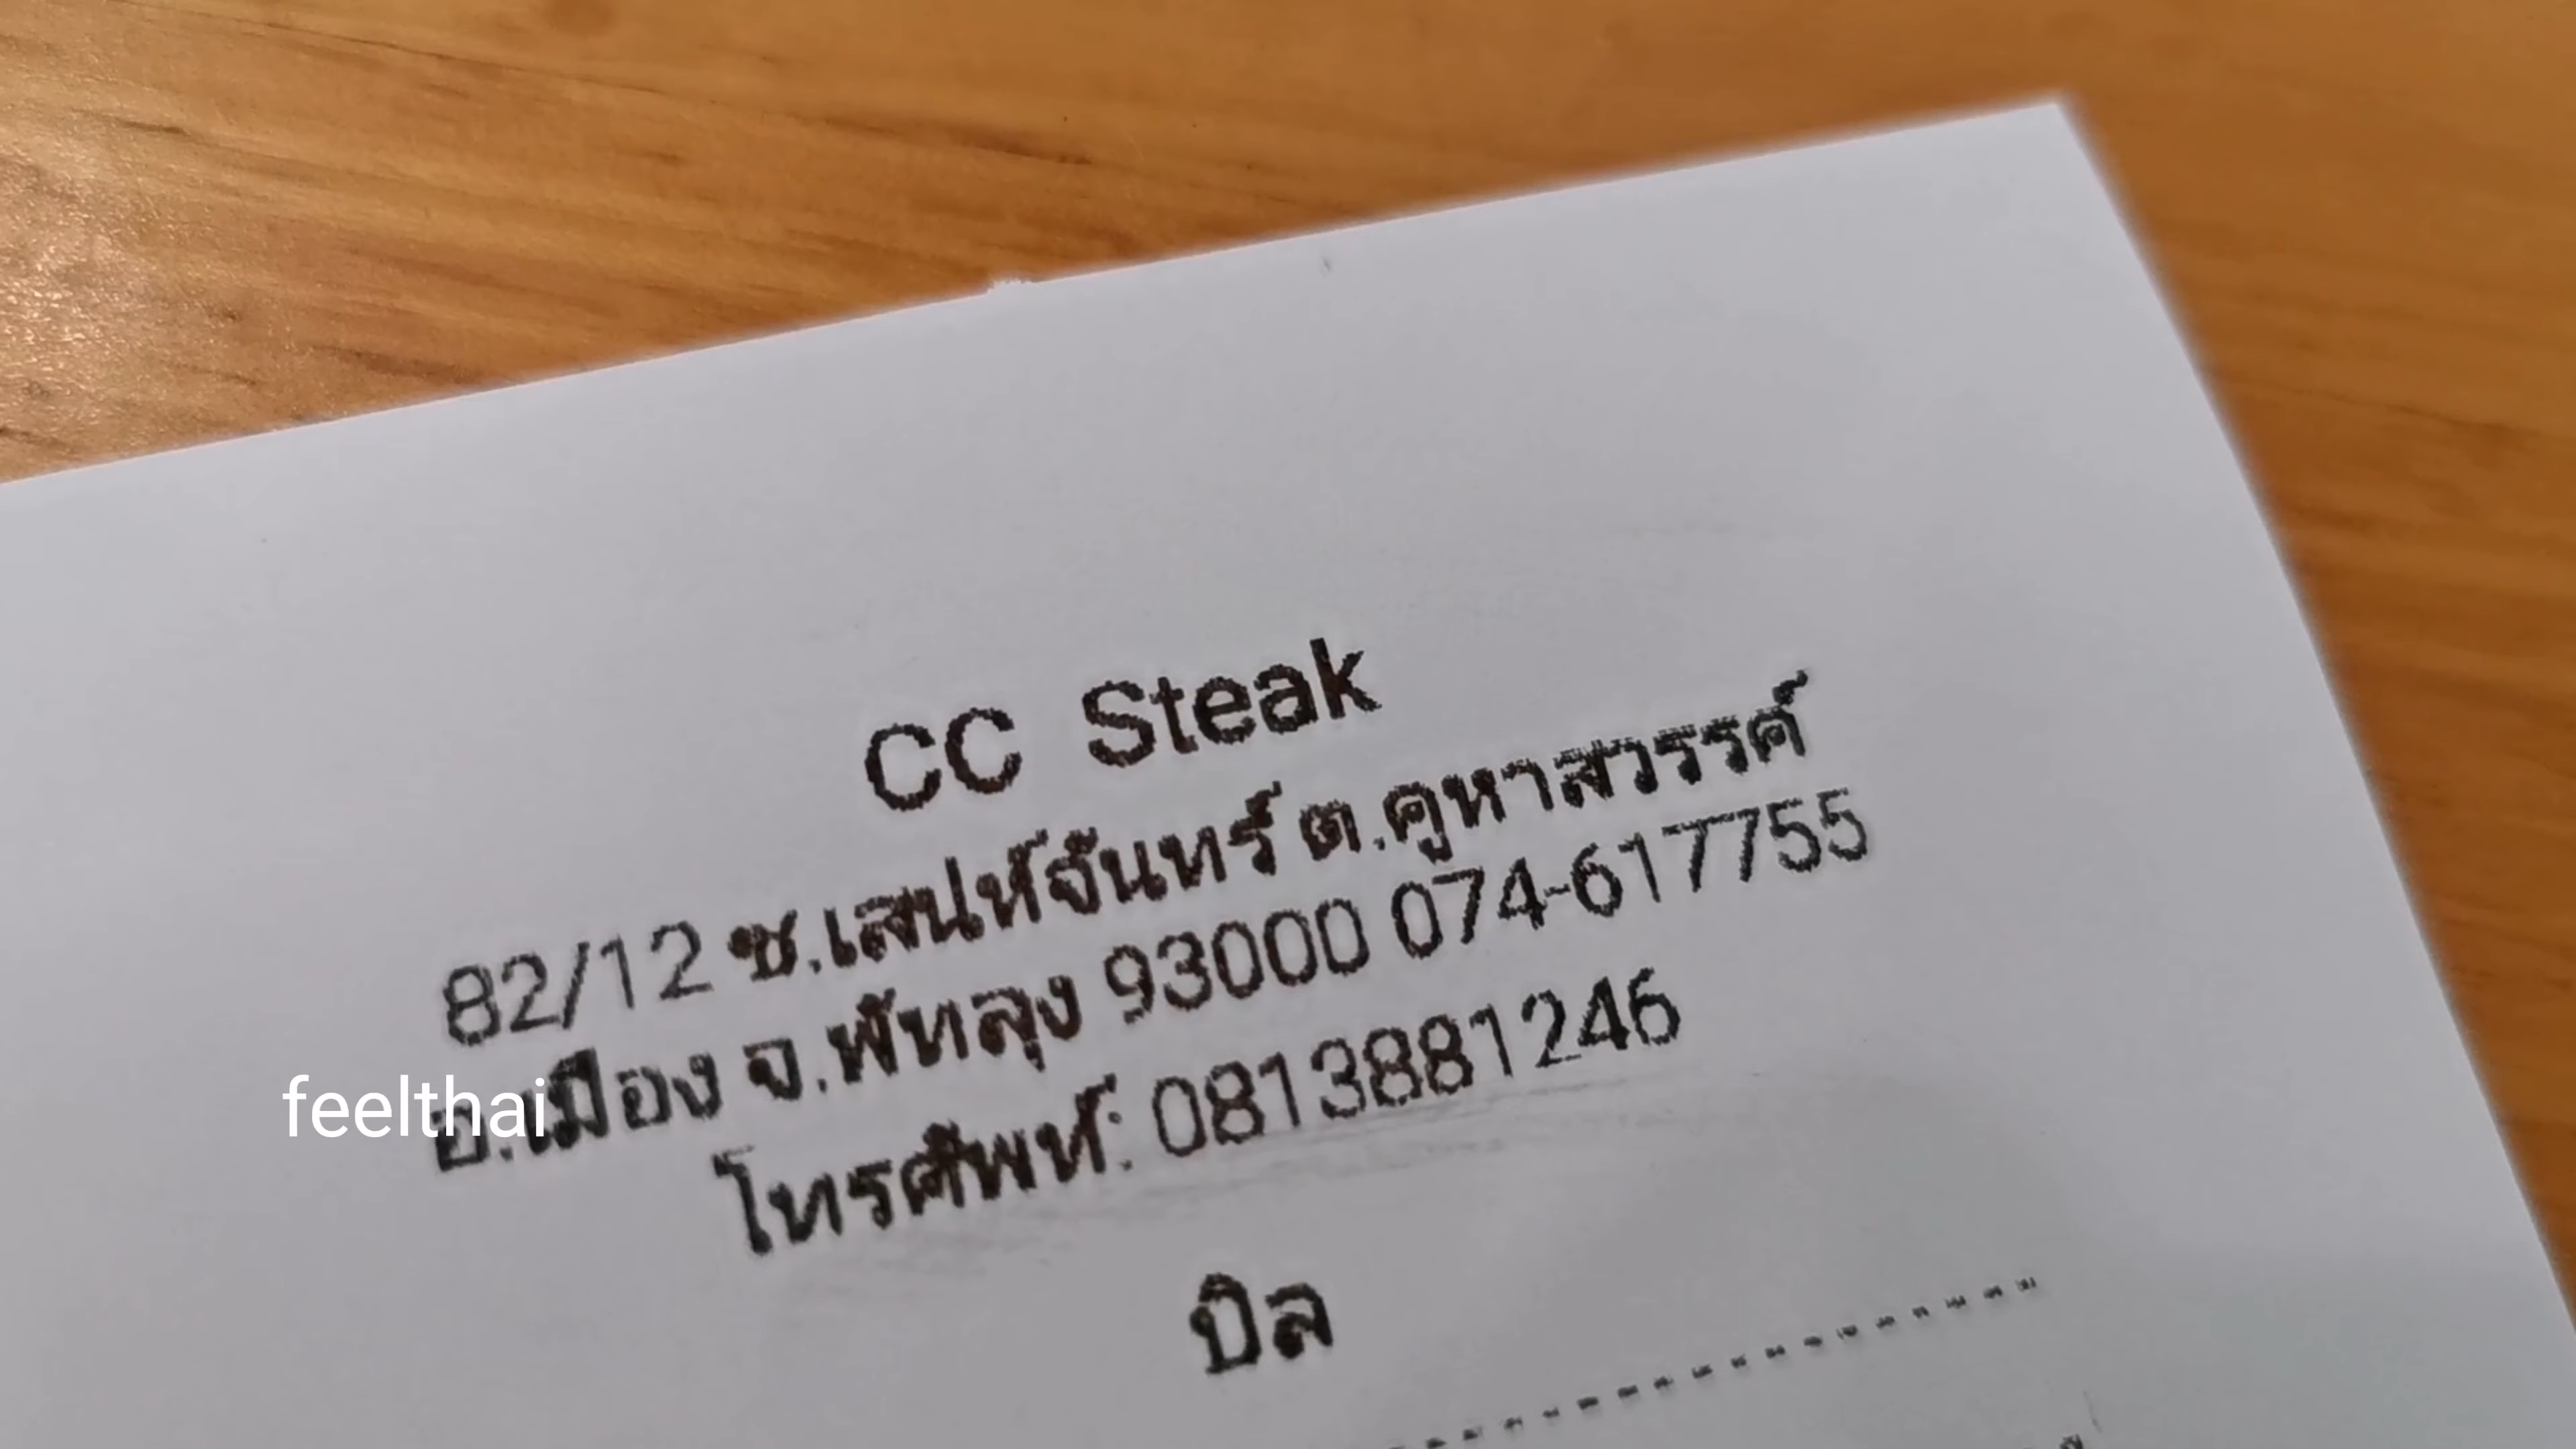 CC Steak
82/12 ซ.เสน่ห์จันทร์ ต.คูหาสวรรค์
อ.เมือง จ.พัทลุง 93000 074-617755
feelthai
โทรศัพท์: 0813881246
บิล